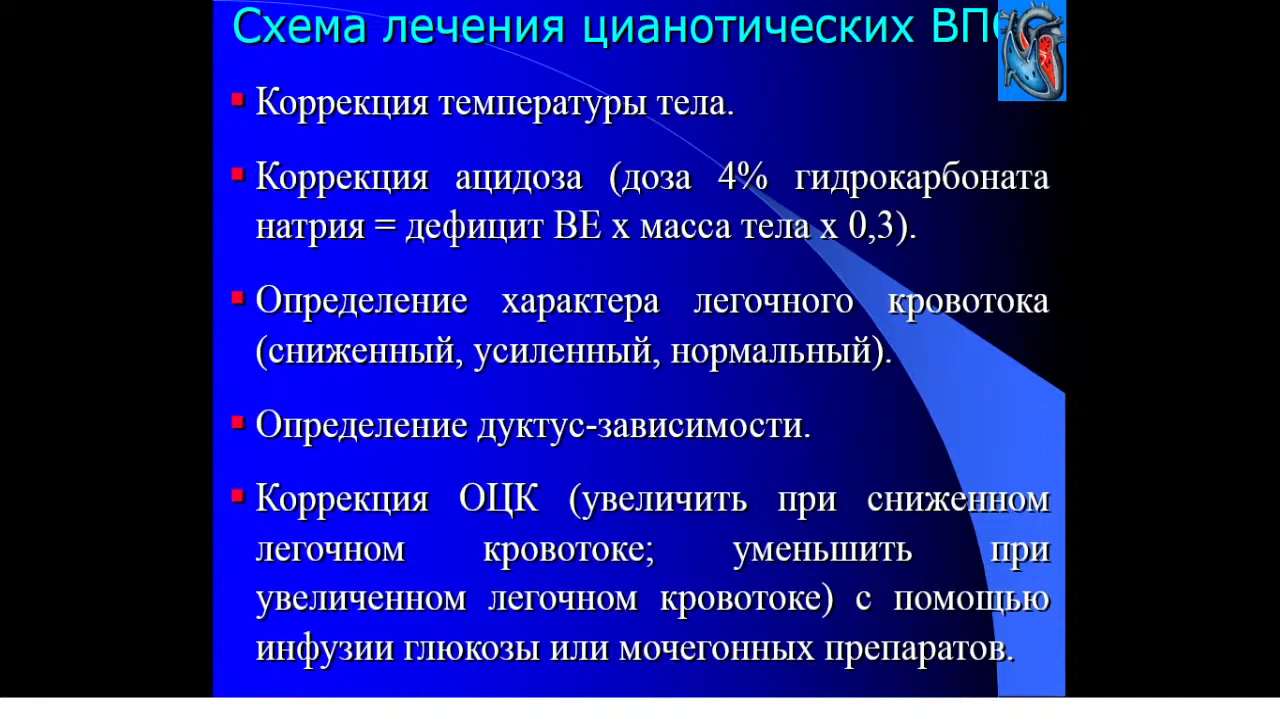 Схема лечения цианотических ВПС
Коррекция температуры тела.
Коррекция ацидоза (доза 4% гидрокарбоната
натрия = дефицит ВЕ х масса тела х 0,3).
Определение характера легочного кровотока
(сниженный, усиленный, нормальный).
Определение дуктус-зависимости.
Коррекция ОЦК (увеличить при сниженном
легочном кровотоке; уменьшить при
увеличенном легочном кровотоке) с помощью
инфузии глюкозы или мочегонных препаратов.